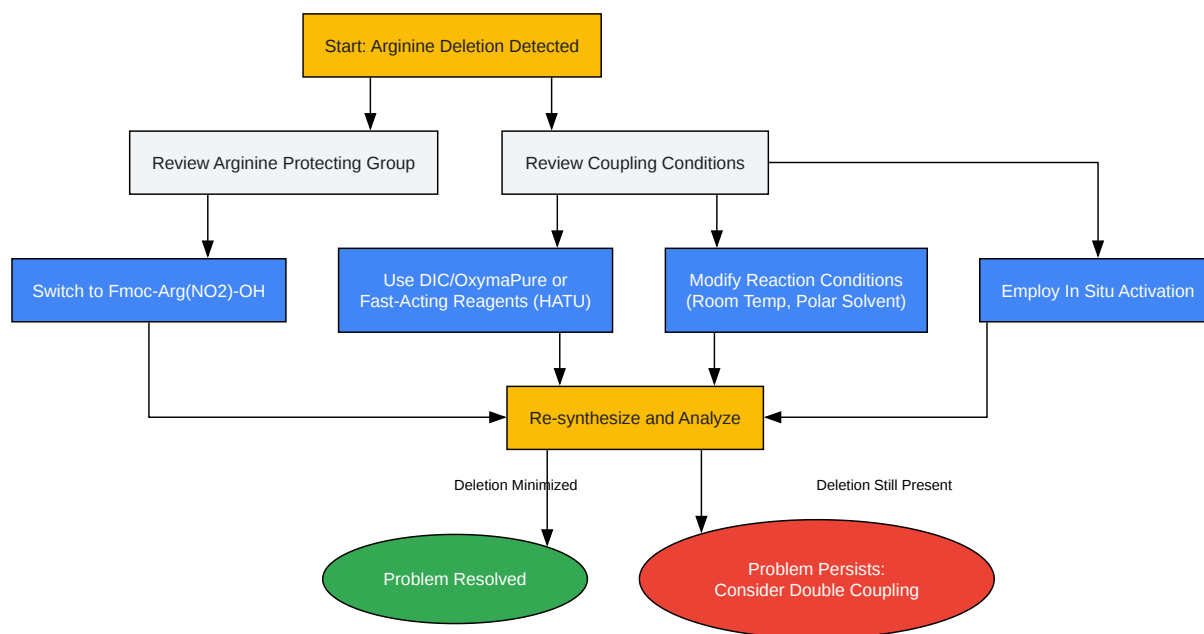 Start: Arginine Deletion Detected
Review Arginine Protecting Group
Review Coupling Conditions
Switch to Fmoc-Arg(NO2)-OH
Use DIC/OxymaPure or
Fast-Acting Reagents (HATU)
Modify Reaction Conditions
(Room Temp, Polar Solvent)
Employ In Situ Activation
Re-synthesize and Analyze
Deletion Minimized
Deletion Still Present
Problem Resolved
Problem Persists:
Consider Double Coupling